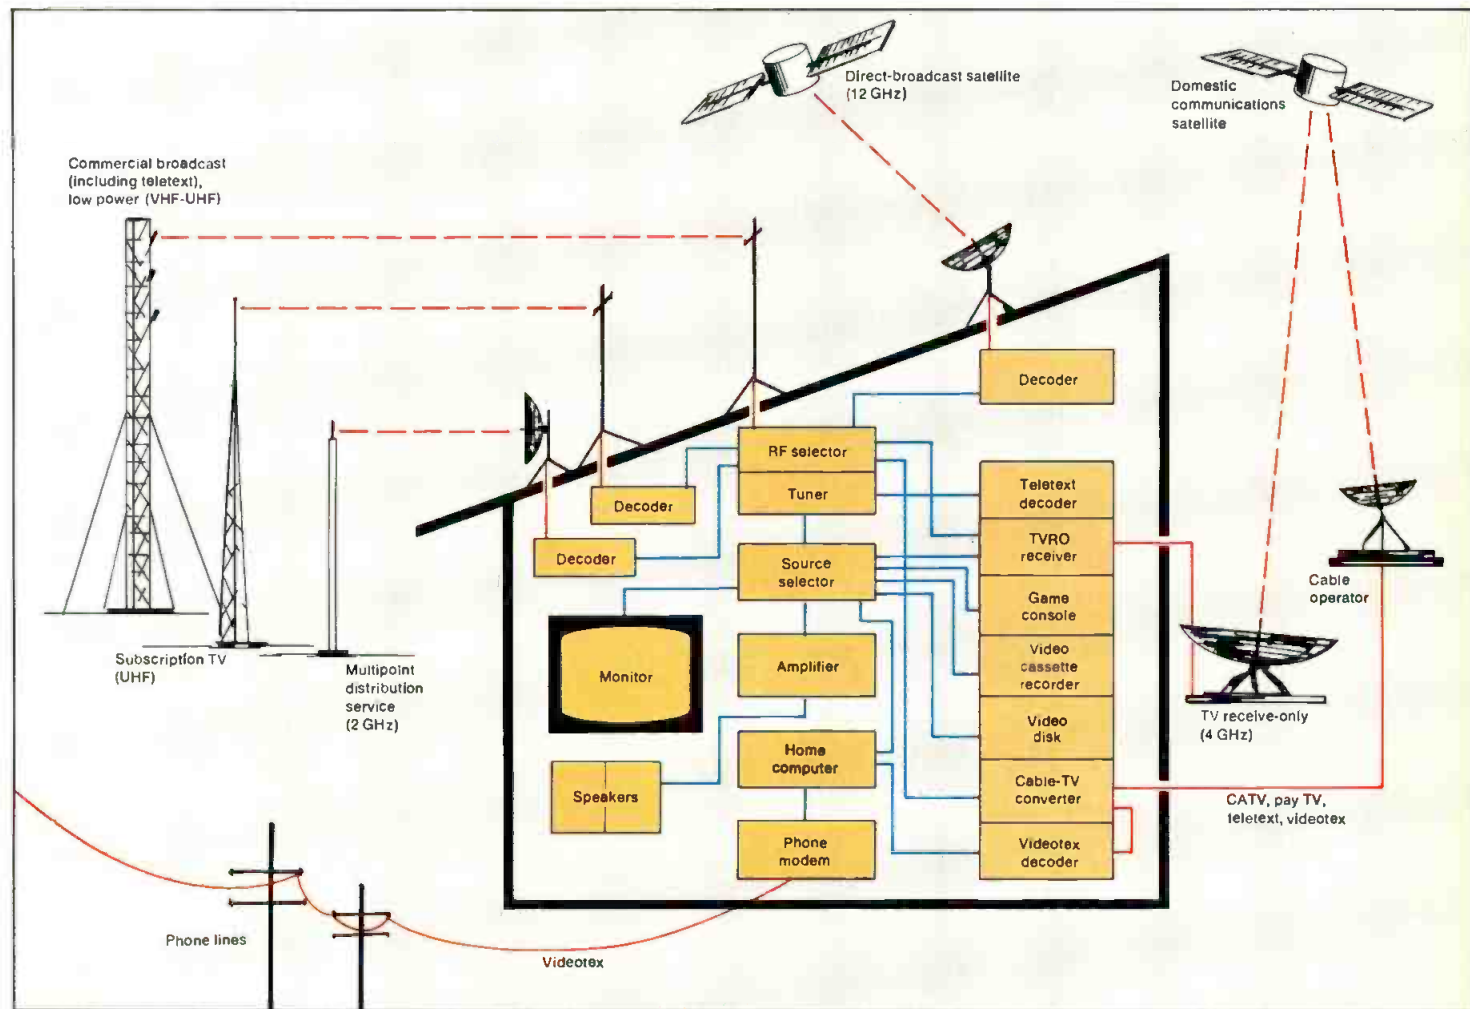 Direct-broadcast satellite
(12 GHz)
Domestic
communications
satellite
Commercial broadcast
(including teletext),
low power (VHF-UHF)
Decoder
RF selector
Tuner
Teletext
decoder
Decoder
TVRO
receiver
Decoder
Source
selector
Game
console
Cable
operator
Subscription TV
(UHF)
Multipoint
distribution
service
(2 GHz)
Monitor
Amplifier
Video
cassette
recorder
TV receive-only
(4 GHz)
Video
disk
Home
computer
Speakers
Cable-TV
converter
CATV, pay TV,
teletext, videotex
Phone
modem
Videotex
decoder
Phone lines
Videotex